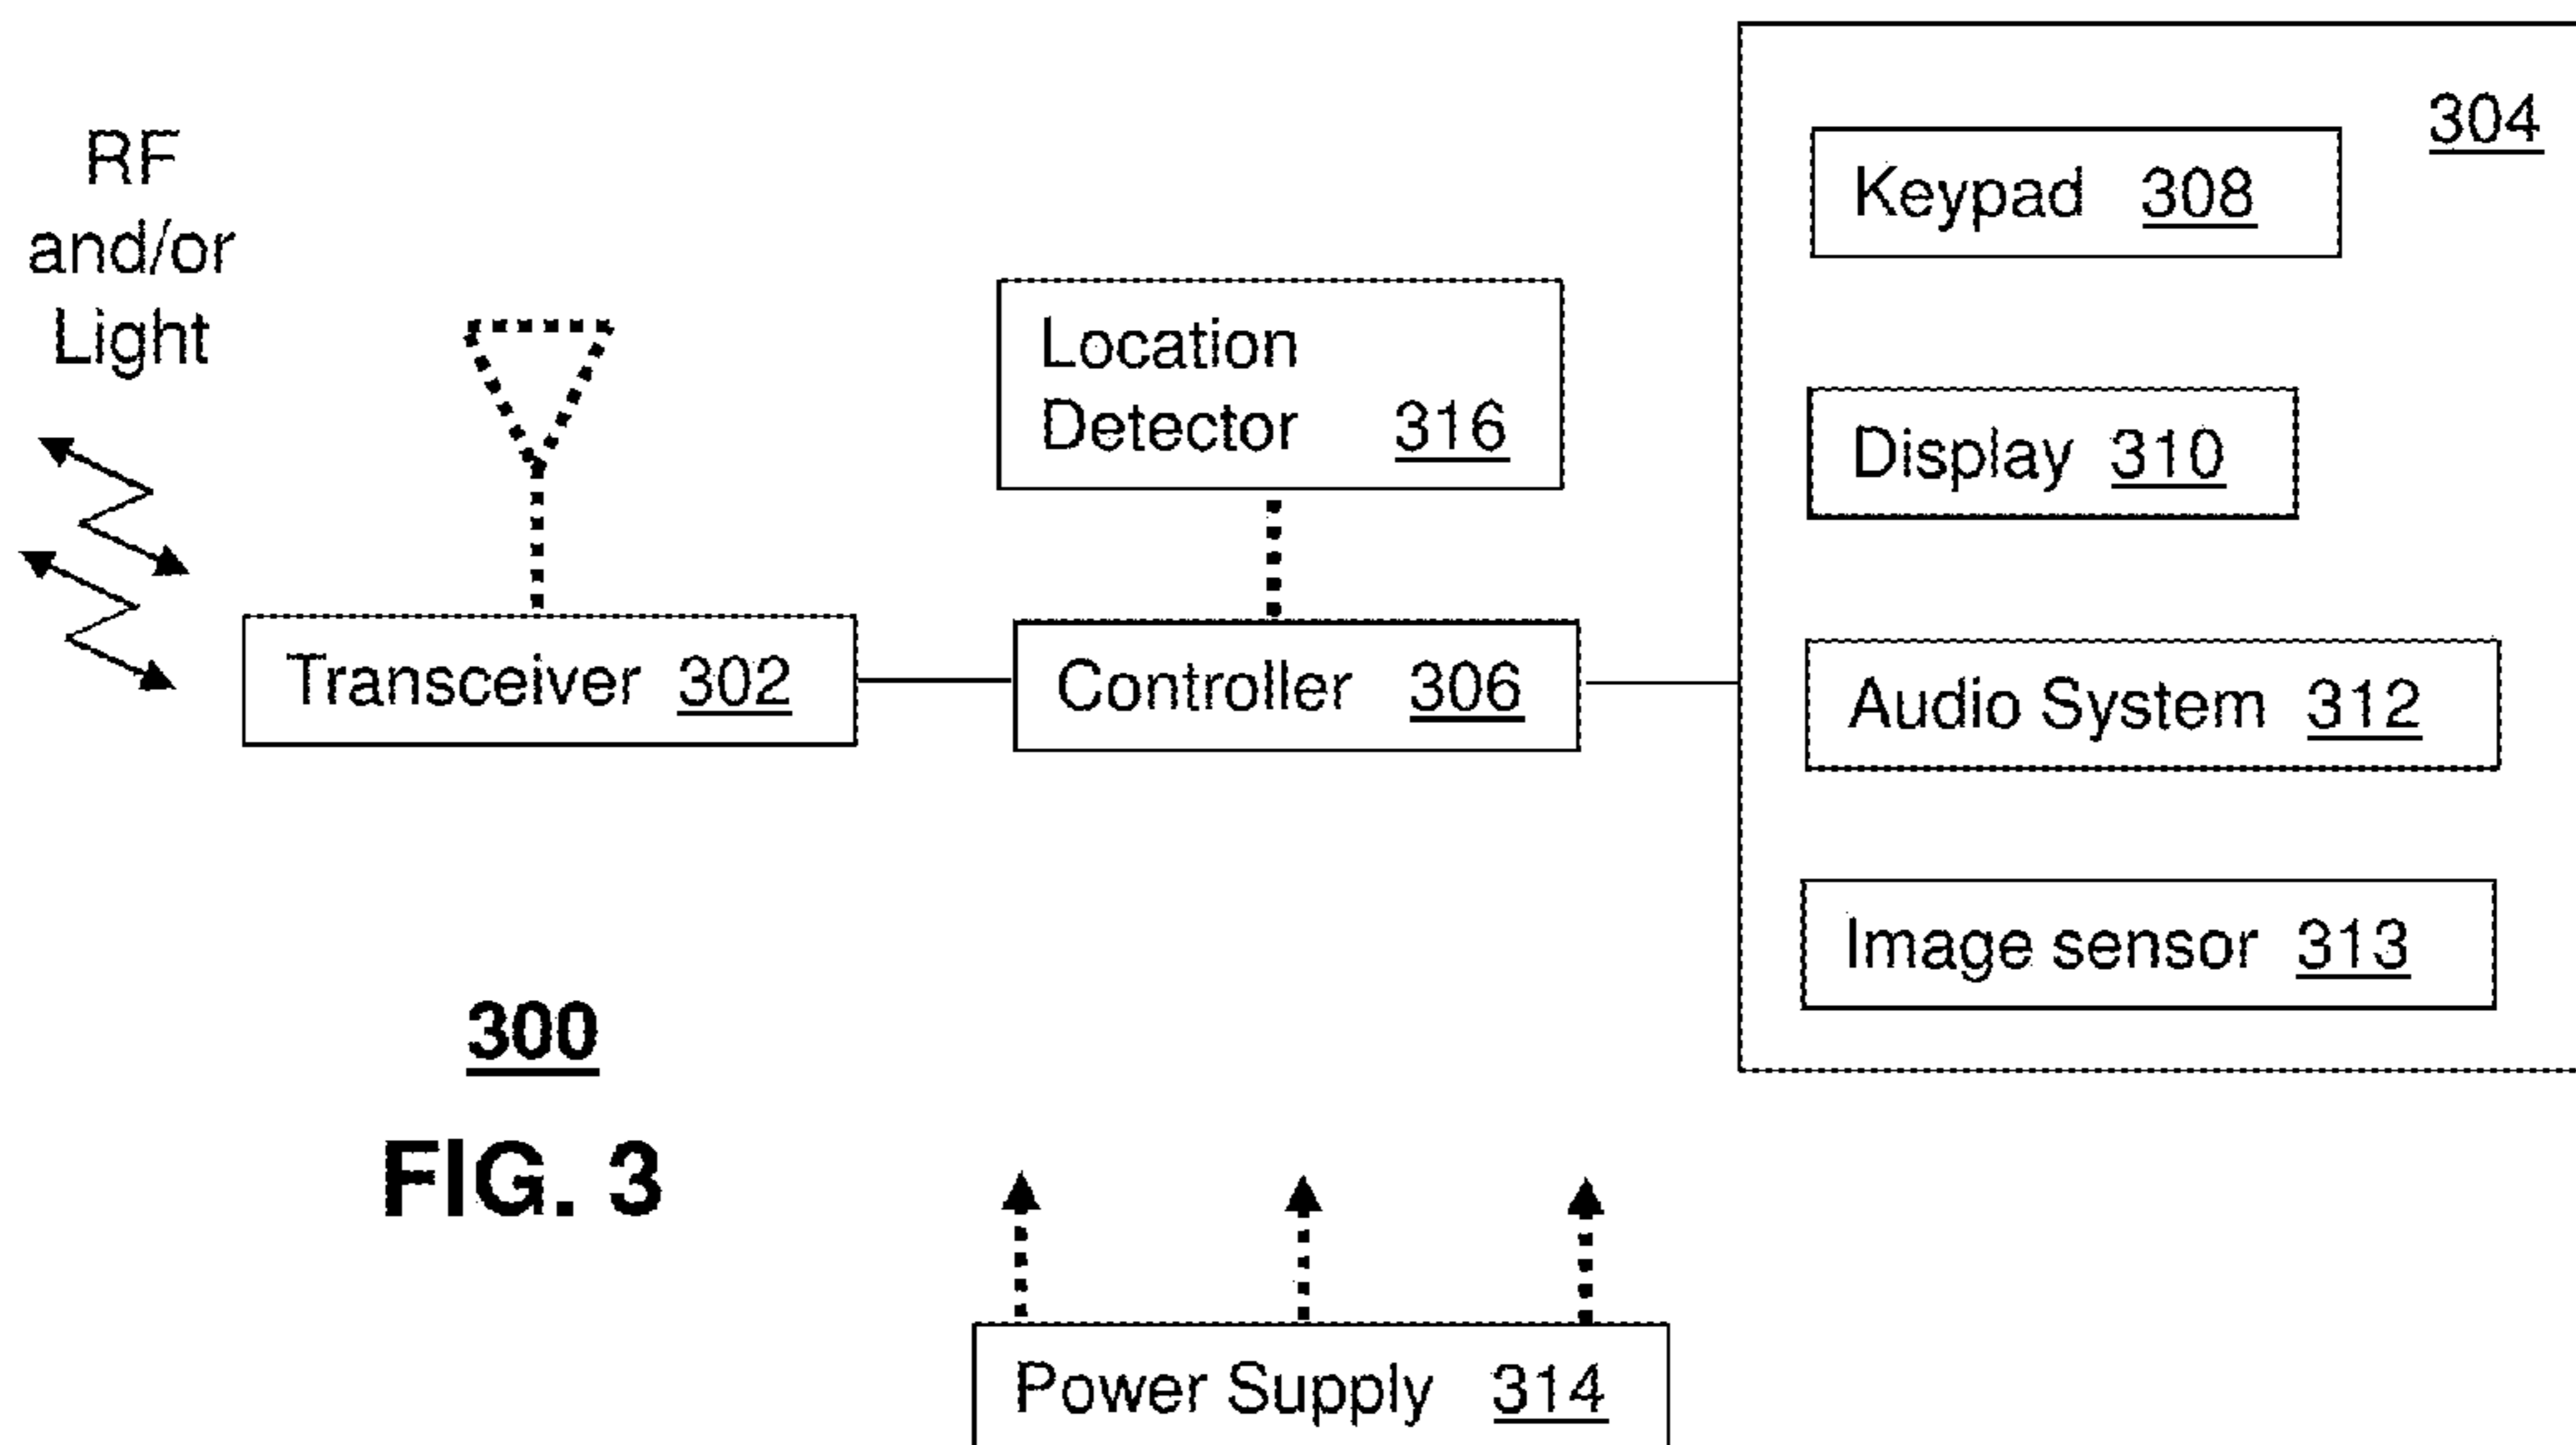 RF
and/or
Light
Location
Detector 316
Transceiver 302
Controller 306
304
Keypad 308
Display 310
Audio System 312
Image sensor 313
300
FIG. 3
Power Supply 314